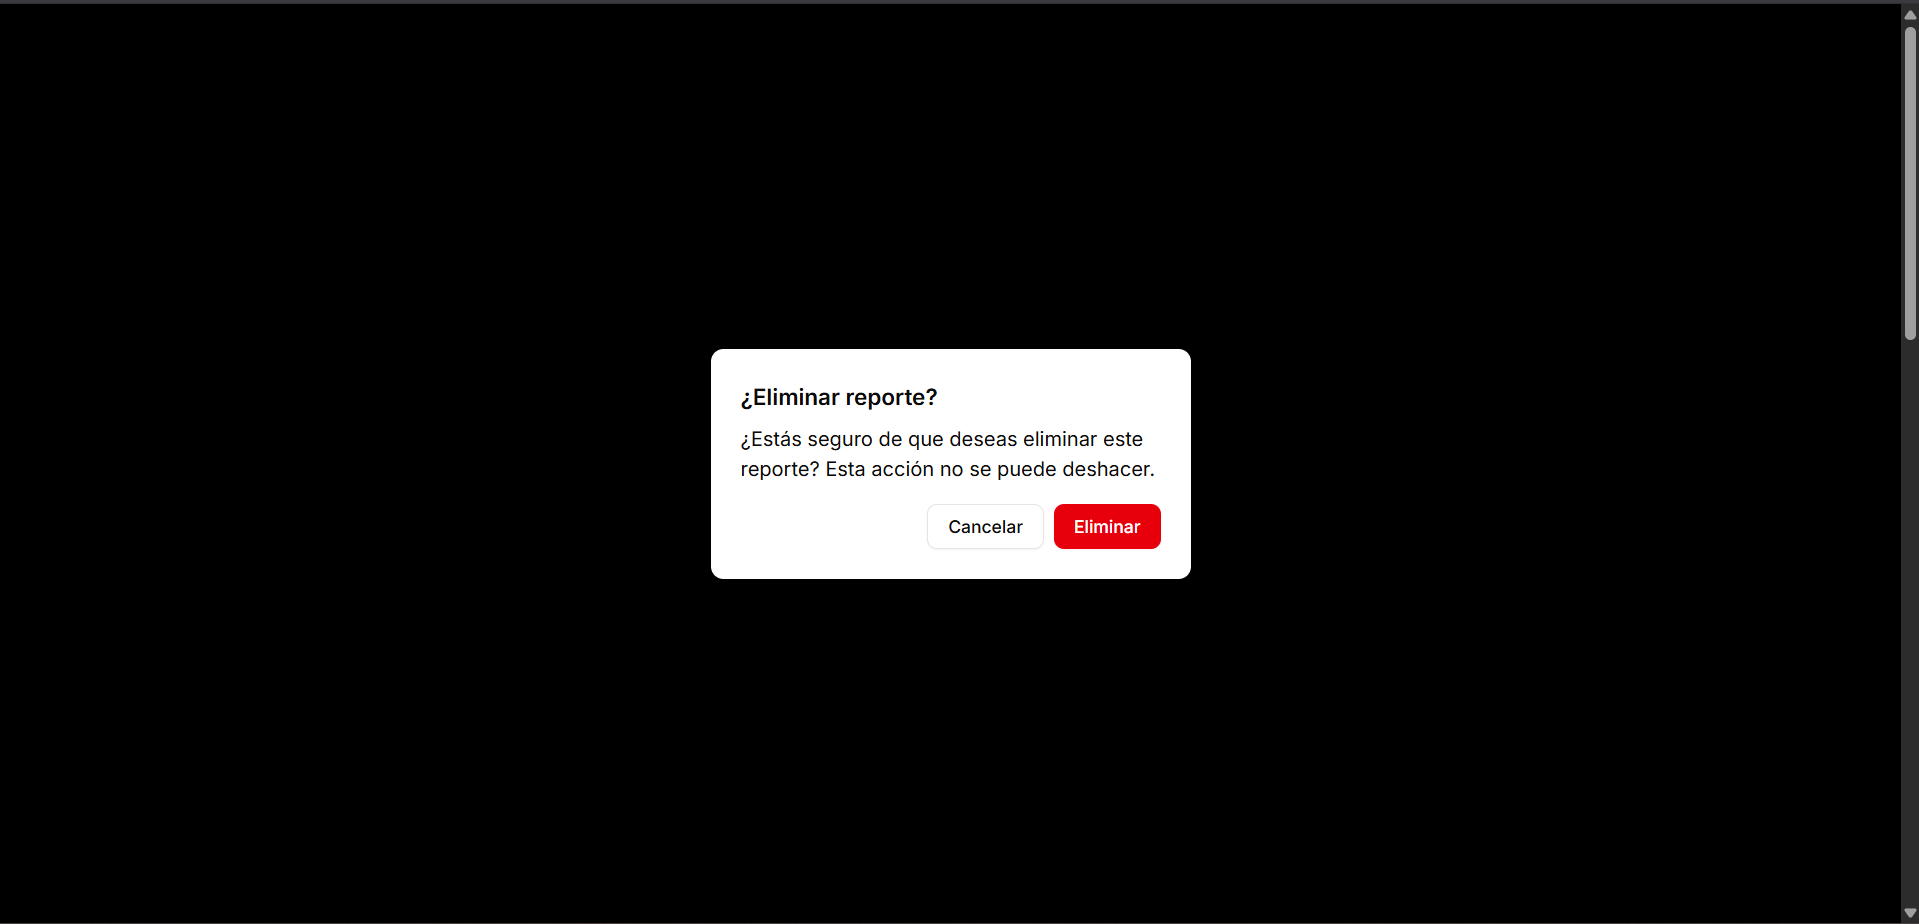 ¿Eliminar reporte?
¿Estás seguro de que deseas eliminar este
reporte? Esta acción no se puede deshacer.
Cancelar
Eliminar